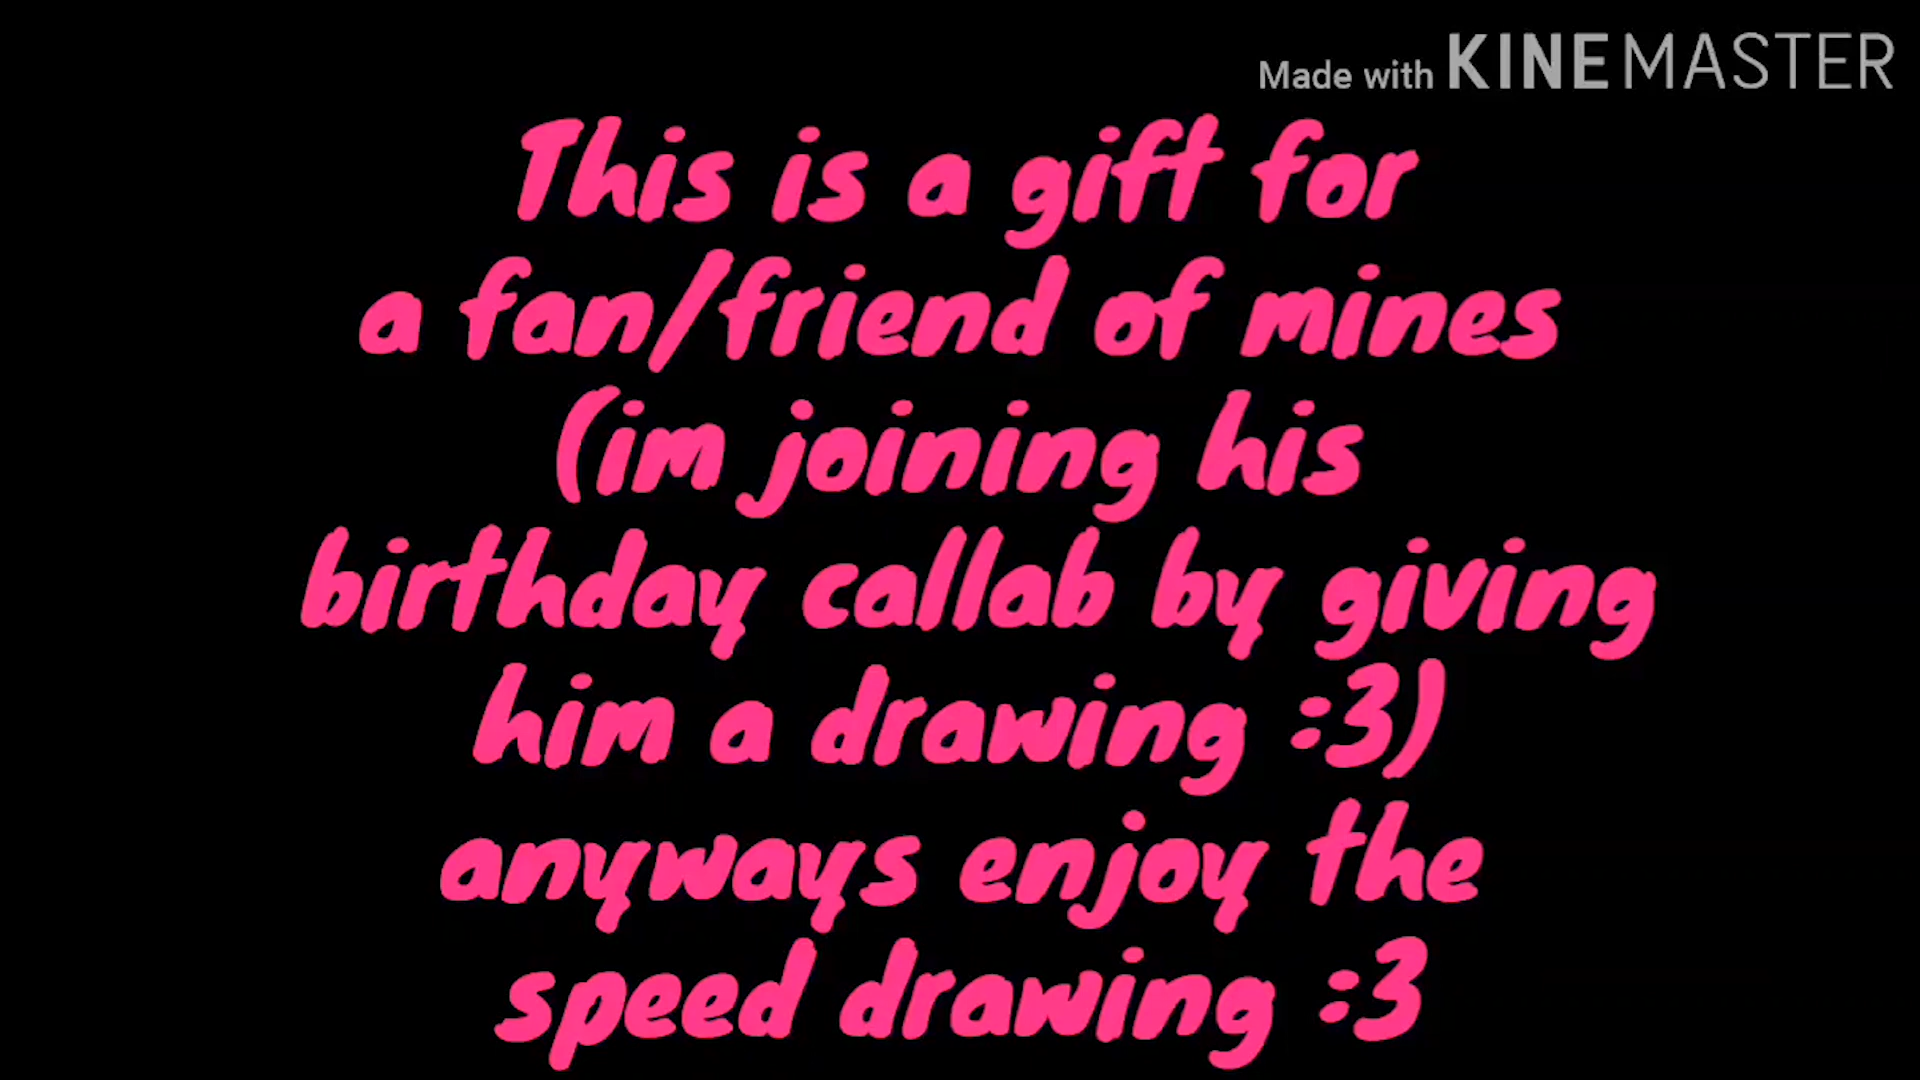 Made with KINEMASTER
This is a gift for
a fan/friend of mines
(im joining his
birthday callab by giving
him a drawing :3)
anyways enjoy the
speed drawing :3